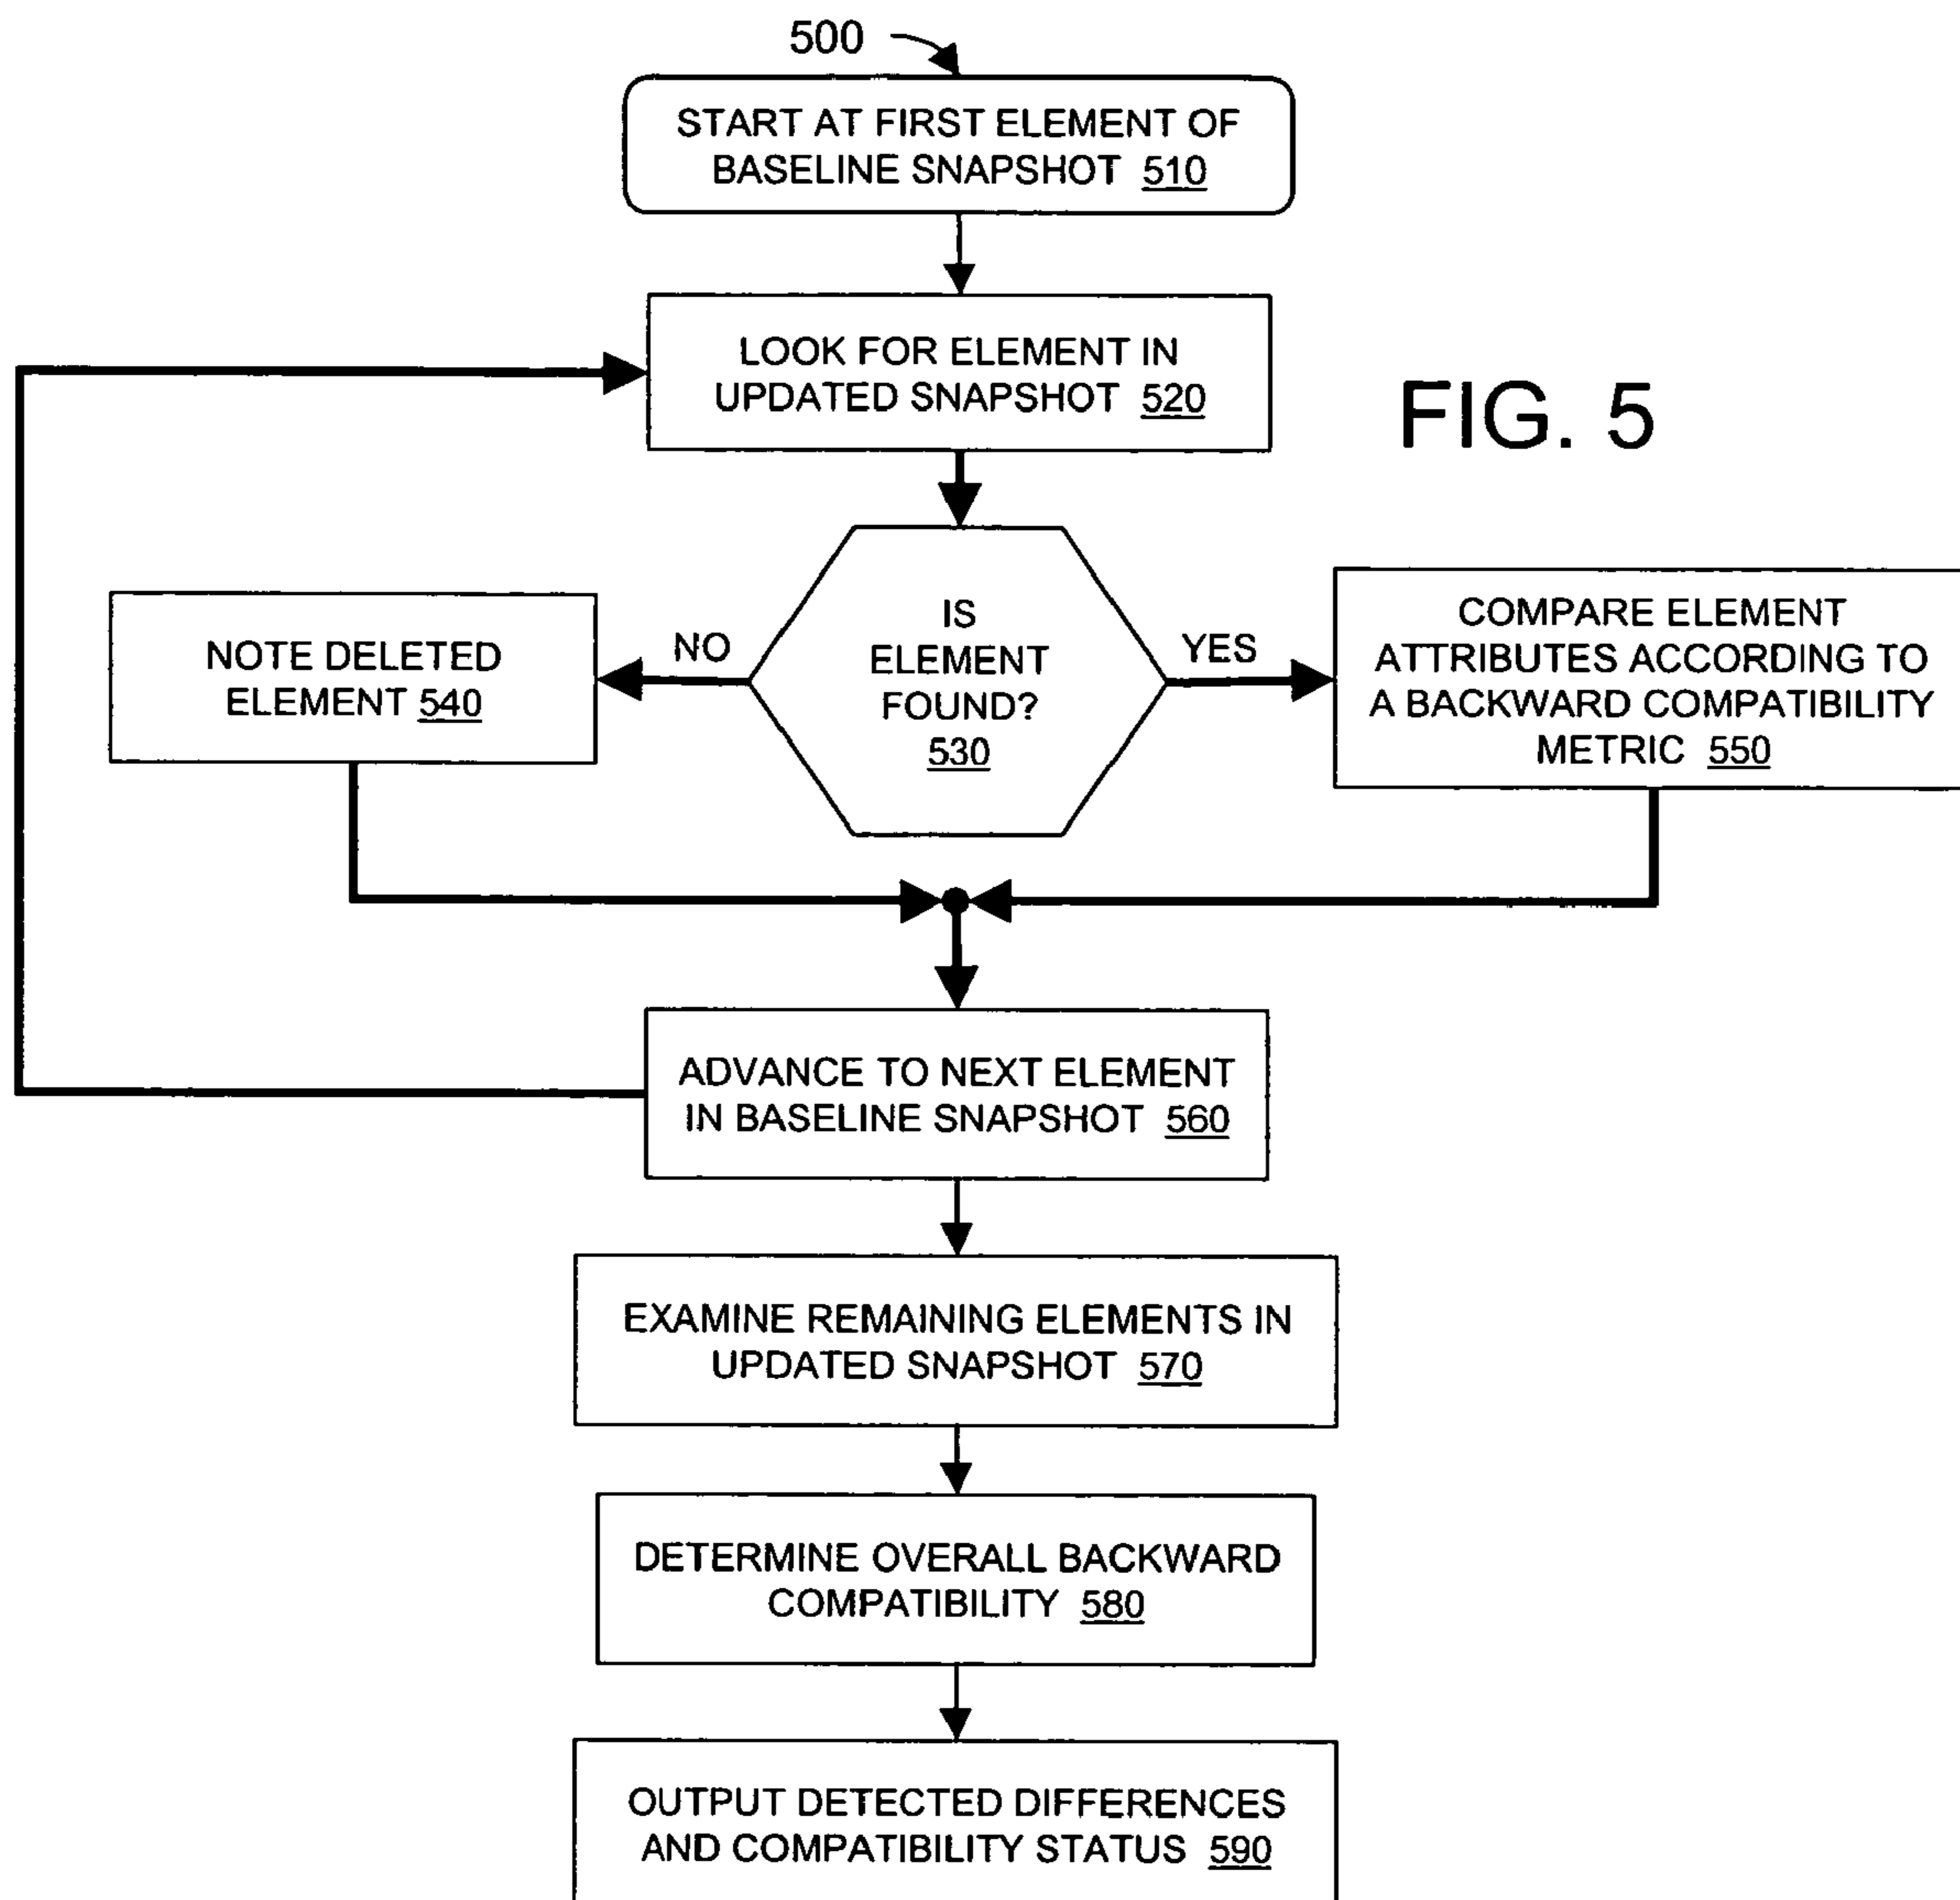 500
START AT FIRST ELEMENT OF
BASELINE SNAPSHOT 510
LOOK FOR ELEMENT IN
UPDATED SNAPSHOT 520
FIG. 5
IS
ELEMENT
FOUND?
530
NO
YES
NOTE DELETED
ELEMENT 540
COMPARE ELEMENT
ATTRIBUTES ACCORDING TO
A BACKWARD COMPATIBILITY
METRIC 550
ADVANCE TO NEXT ELEMENT
IN BASELINE SNAPSHOT 560
EXAMINE REMAINING ELEMENTS IN
UPDATED SNAPSHOT 570
DETERMINE OVERALL BACKWARD
COMPATIBILITY 580
OUTPUT DETECTED DIFFERENCES
AND COMPATIBILITY STATUS 590